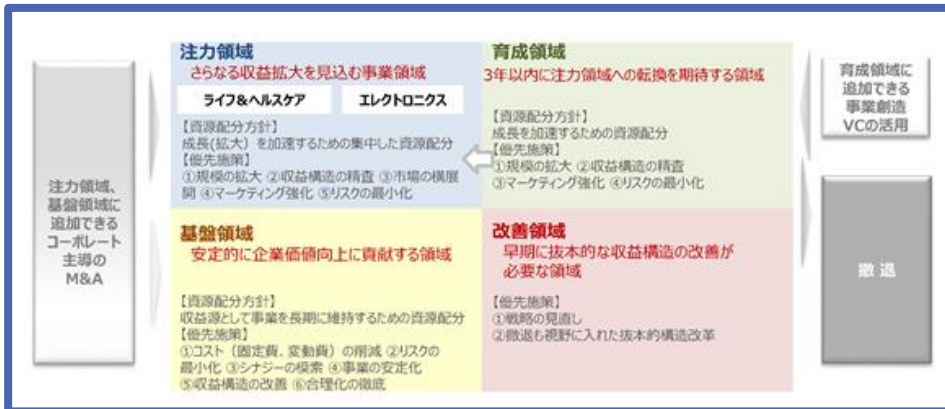 注力領域、
基盤領域に
追加できる
コーポレート
主導の
M&A
注力領域
さらなる収益拡大を見込む事業領域
ライフ&ヘルスケア
エレクトロニクス
【資源配分方針】
成長(拡大）を加速するための集中した資源配分
【優先施策】
①規模の拡大 ②収益構造の精査 ③市場の横展
開 ④マーケティング強化 ⑤リスクの最小化
育成領域
3年以内に注力領域への転換を期待する領域
【資源配分方針】
成長を加速するための資源配分
【優先施策】
①規模の拡大 ②収益構造の精査
③マーケティング強化 ④リスクの最小化
基盤領域
安定的に企業価値向上に貢献する領域
【資源配分方針】
収益源として事業を長期に維持するための資源配分
【優先施策】
①コスト（固定費、変動費）の削減 ②リスクの
最小化 ③シナジーの模索 ④事業の安定化
⑤収益構造の改善 ⑥合理化の徹底
改善領域
早期に抜本的な収益構造の改善が
必要な領域
【優先施策】
①戦略の見直し
②撤退も視野に入れた抜本的構造改革
育成領域に
追加できる
事業創造
VCの活用
撤 退